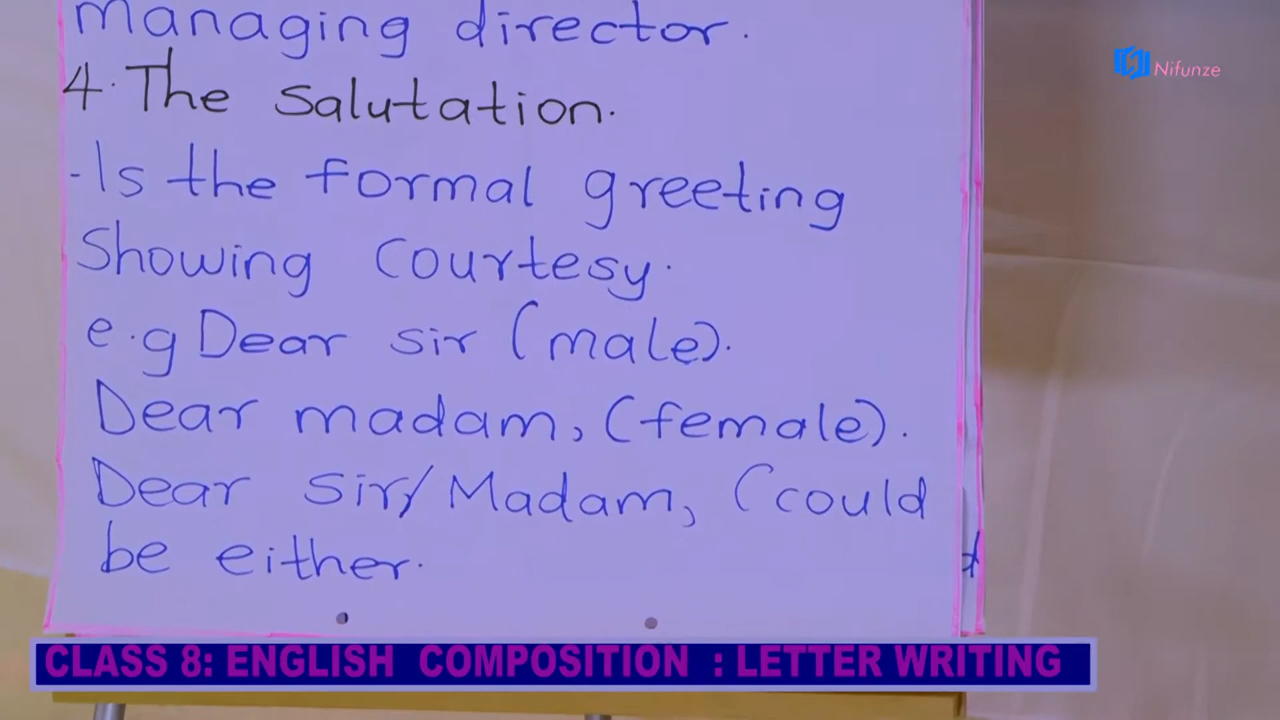 managing director.
Nifunze
4. The salutation.
-Is the formal greeting
Showing courtesy.
e.g Dear sir (male).
Dear madam, (female).
Dear sir/Madam, (could
be either.
CLASS 8: ENGLISH COMPOSITION : LETTER WRITING